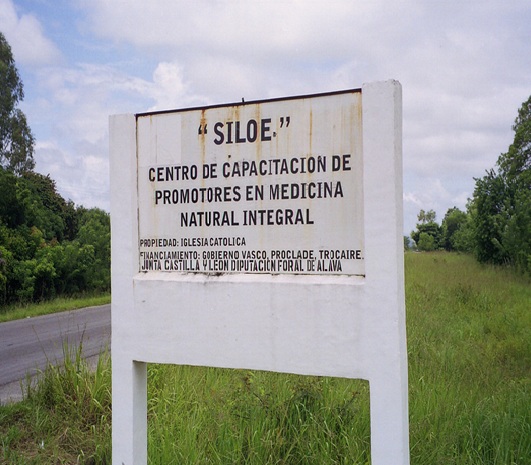 “SILOE.”
CENTRO DE CAPACITACION DE
PROMOTORES EN MEDICINA
NATURAL INTEGRAL
PROPIEDAD: IGLESIA CATOLICA
FINANCIAMIENTO: GOBIERNO VASCO, PROCLADE, TROCAIRE.
JUNTA CASTILLA Y LEON DIPUTACION FORAL DE ALAVA